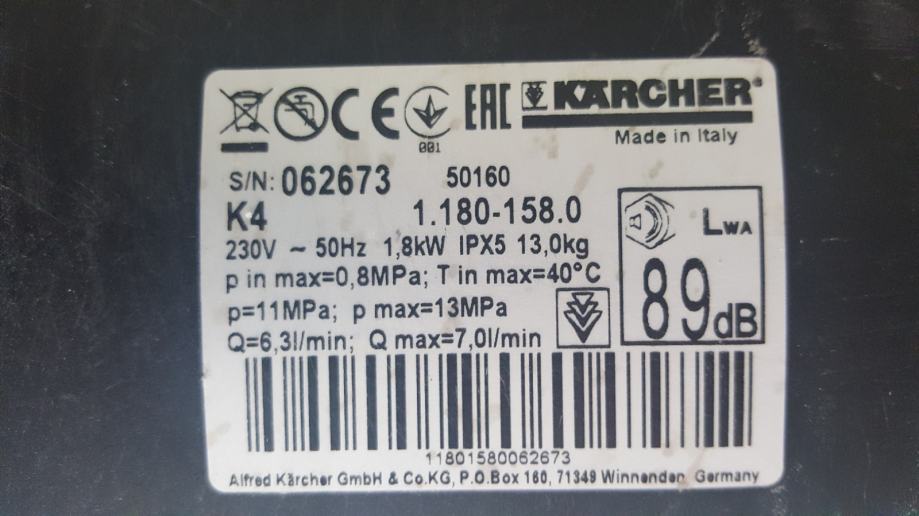 CE
001
EAC
KÄRCHER
Made in Italy
S/N: 062673 50160
K4 1.180-158.0
230V ~ 50Hz 1,8kW IPX5 13,0kg
p in max=0,8MPa; T in max=40°C
p=11MPa; p max=13MPa
Q=6,3l/min; Q max=7,0l/min
LWA
89dB
11801580062673
Alfred Kärcher GmbH & Co.KG, P.O.Box 160, 71349 Winnenden, Germany